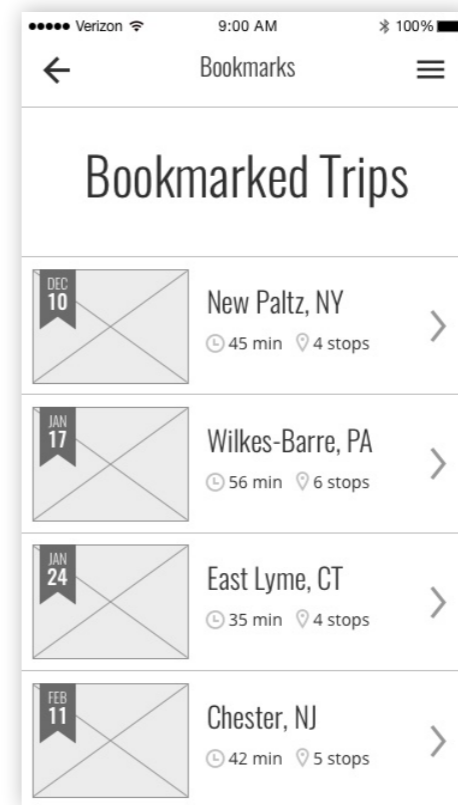 Verizon 9:00 AM 100%
Bookmarks
Bookmarked Trips
DEC
10
New Paltz, NY
45 min 4 stops
JAN
17
Wilkes-Barre, PA
56 min 6 stops
JAN
24
East Lyme, CT
35 min 4 stops
FEB
11
Chester, NJ
42 min 5 stops